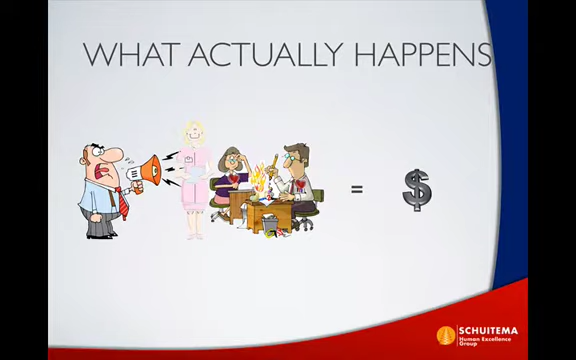 WHAT ACTUALLY HAPPENS
= $
SCHUITEMA
Human Excellence
Group